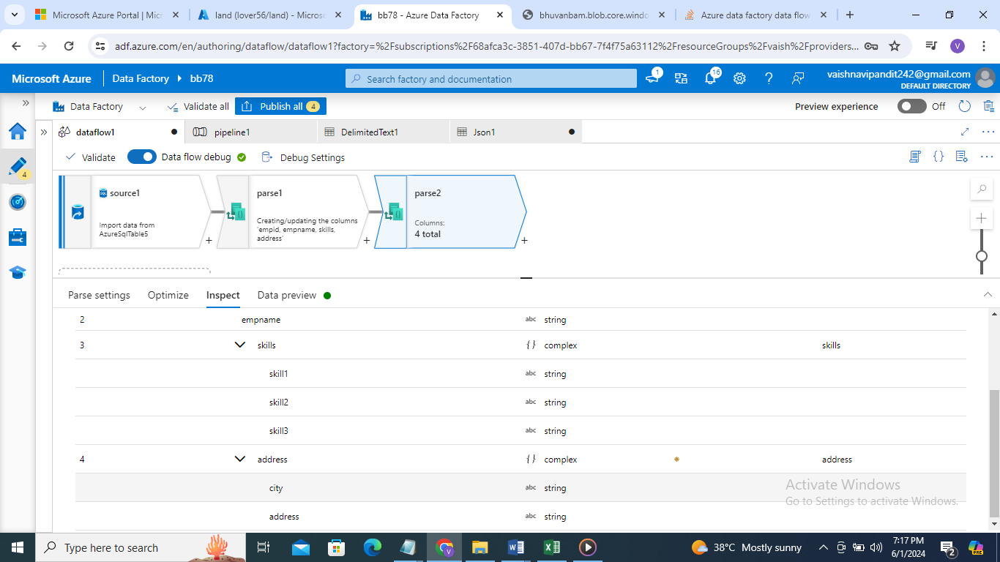 Microsoft Azure Portal | Micr
land (lover56/land) - Microso
bb78 - Azure Data Factory
bhuvanbam.blob.core.windo
Azure data factory data flow
adf.azure.com/en/authoring/dataflow/dataflow1?factory=%2Fsubscriptions%2F68afca3c-3851-407d-bb67-7f4f75a63112%2FresourceGroups%2Fvaish%2Fproviders...
V
Microsoft Azure
Data Factory
bb78
Search factory and documentation
1
16
vaishnavipandit242@gmail.com
DEFAULT DIRECTORY
Data Factory
Validate all
Publish all
4
Preview experience
Off
dataflow1
pipeline1
DelimitedText1
Json1
4
Validate
Data flow debug
Debug Settings
source1
Import data from
AzureSqlTable5
parse1
Creating/updating the columns
'empid, empname, skills,
address'
parse2
Columns:
4 total
Parse settings
Optimize
Inspect
Data preview
2 empname abc string
3 skills {} complex skills
skill1 abc string
skill2 abc string
skill3 abc string
4 address {} complex * address
city abc string
address abc string
Activate Windows
Go to Settings to activate Windows.
Type here to search
38°C Mostly sunny
7:17 PM
6/1/2024
2
PRE